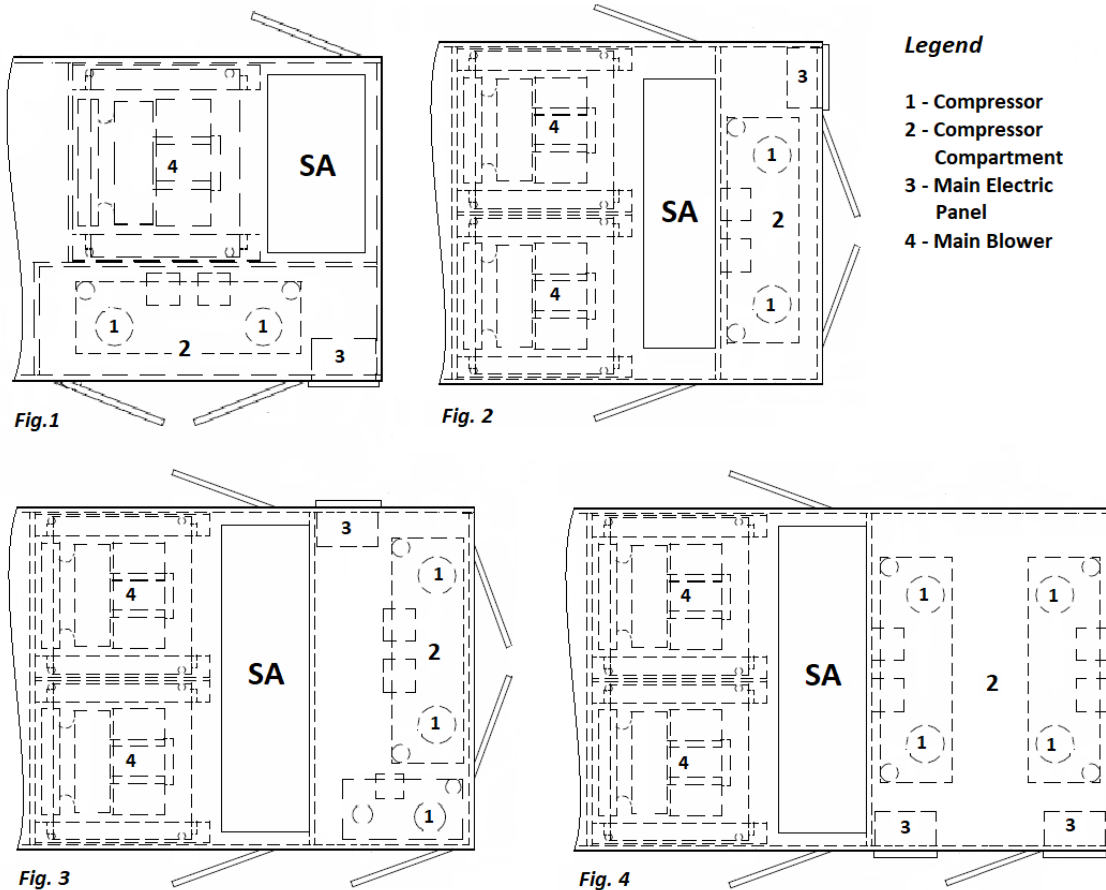 Legend
1 - Compressor
2 - Compressor
Compartment
3 - Main Electric
Panel
4 - Main Blower
4
SA
1
1
2
3
Fig.1
3
4
1
SA
2
4
1
Fig. 2
3
1
4
2
SA
1
4
1
Fig. 3
4
1
1
SA
2
4
1
1
3
3
Fig. 4